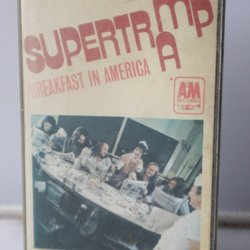 SUPERTRAMP
BREAKFAST IN AMERICA
A&M
RECORDS